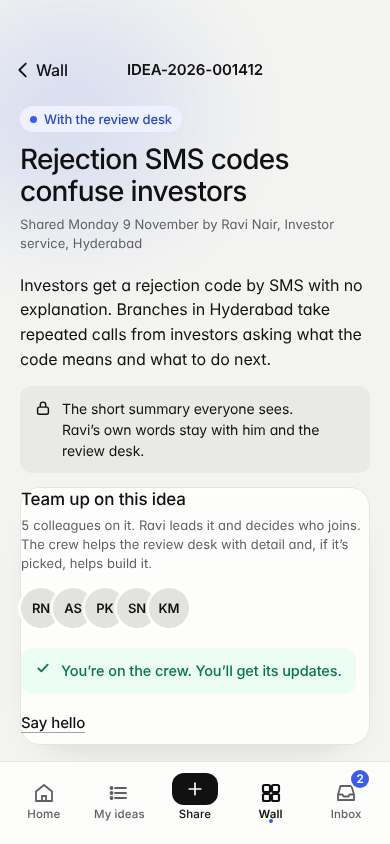 Wall
IDEA-2026-001412
With the review desk
Rejection SMS codes
confuse investors
Shared Monday 9 November by Ravi Nair, Investor
service, Hyderabad
Investors get a rejection code by SMS with no
explanation. Branches in Hyderabad take
repeated calls from investors asking what the
code means and what to do next.
The short summary everyone sees.
Ravi’s own words stay with him and the
review desk.
Team up on this idea
5 colleagues on it. Ravi leads it and decides who joins.
The crew helps the review desk with detail and, if it’s
picked, helps build it.
RN AS PK SN KM
You’re on the crew. You’ll get its updates.
Say hello
2
Home My ideas Share Wall Inbox